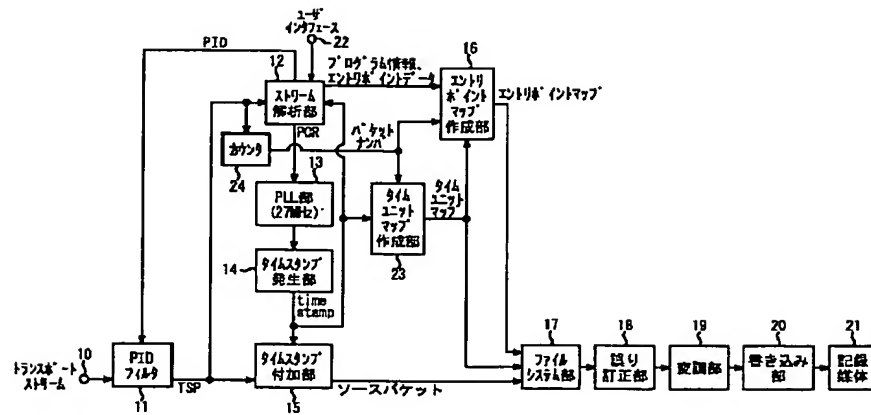 ユーザ
インタフェース
22
PID
12
プログラム情報、
エントリポイントデータ
16
ストリーム
解析部
エントリ
ポイント
マップ
作成部
エントリポイントマップ
PCR
パケット
ナンバ
カウンタ
24
13
PLL部
(27MHz)
タイム
ユニット
マップ
作成部
23
タイム
ユニット
マップ
14
タイムスタンプ
発生部
time
stamp
トランスポート
ストリーム
10
PID
フィルタ
11
TSP
タイムスタンプ
付加部
15
ソースパケット
17
ファイル
システム部
18
誤り
訂正部
19
変調部
20
書き込み
部
21
記録
媒体